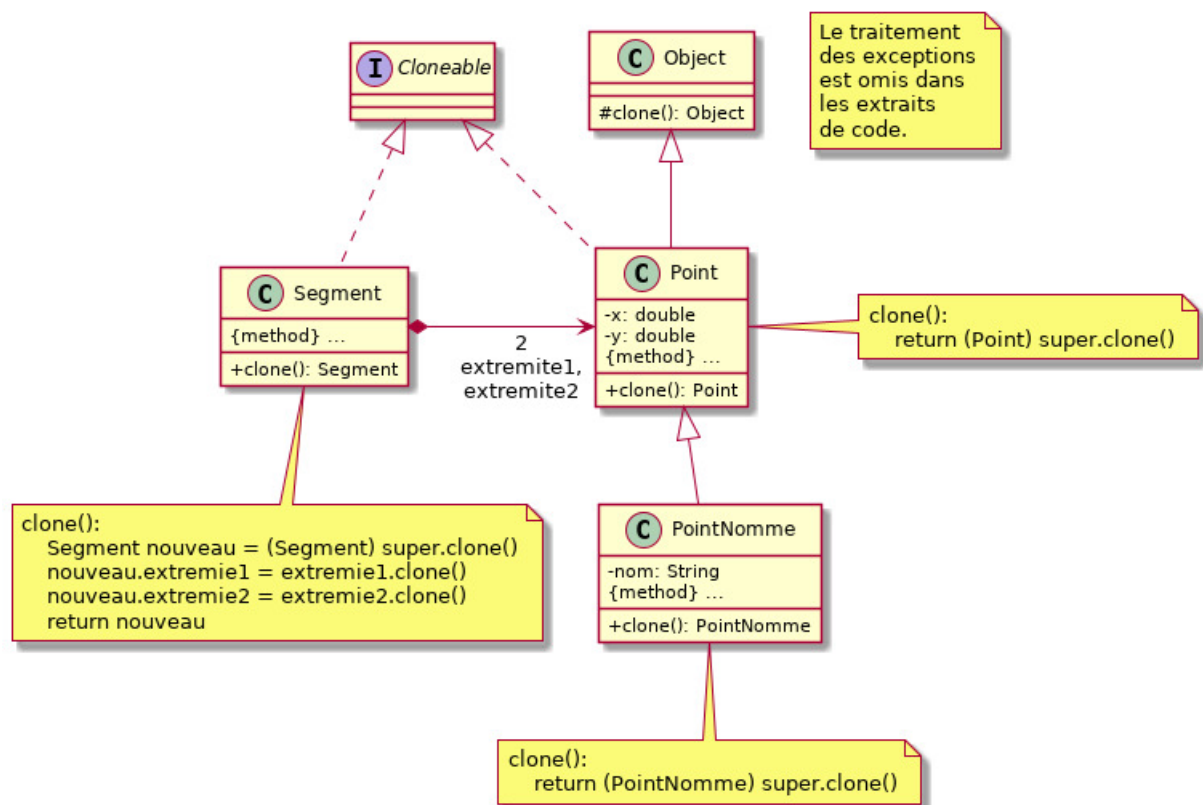 I Cloneable
C Object
#clone(): Object
Le traitement
des exceptions
est omis dans
les extraits
de code.
C Segment
{method} ...
+clone(): Segment
2
extremite1,
extremite2
C Point
-x: double
-y: double
{method} ...
+clone(): Point
clone():
return (Point) super.clone()
clone():
Segment nouveau = (Segment) super.clone()
nouveau.extremie1 = extremie1.clone()
nouveau.extremie2 = extremie2.clone()
return nouveau
C PointNomme
-nom: String
{method} ...
+clone(): PointNomme
clone():
return (PointNomme) super.clone()